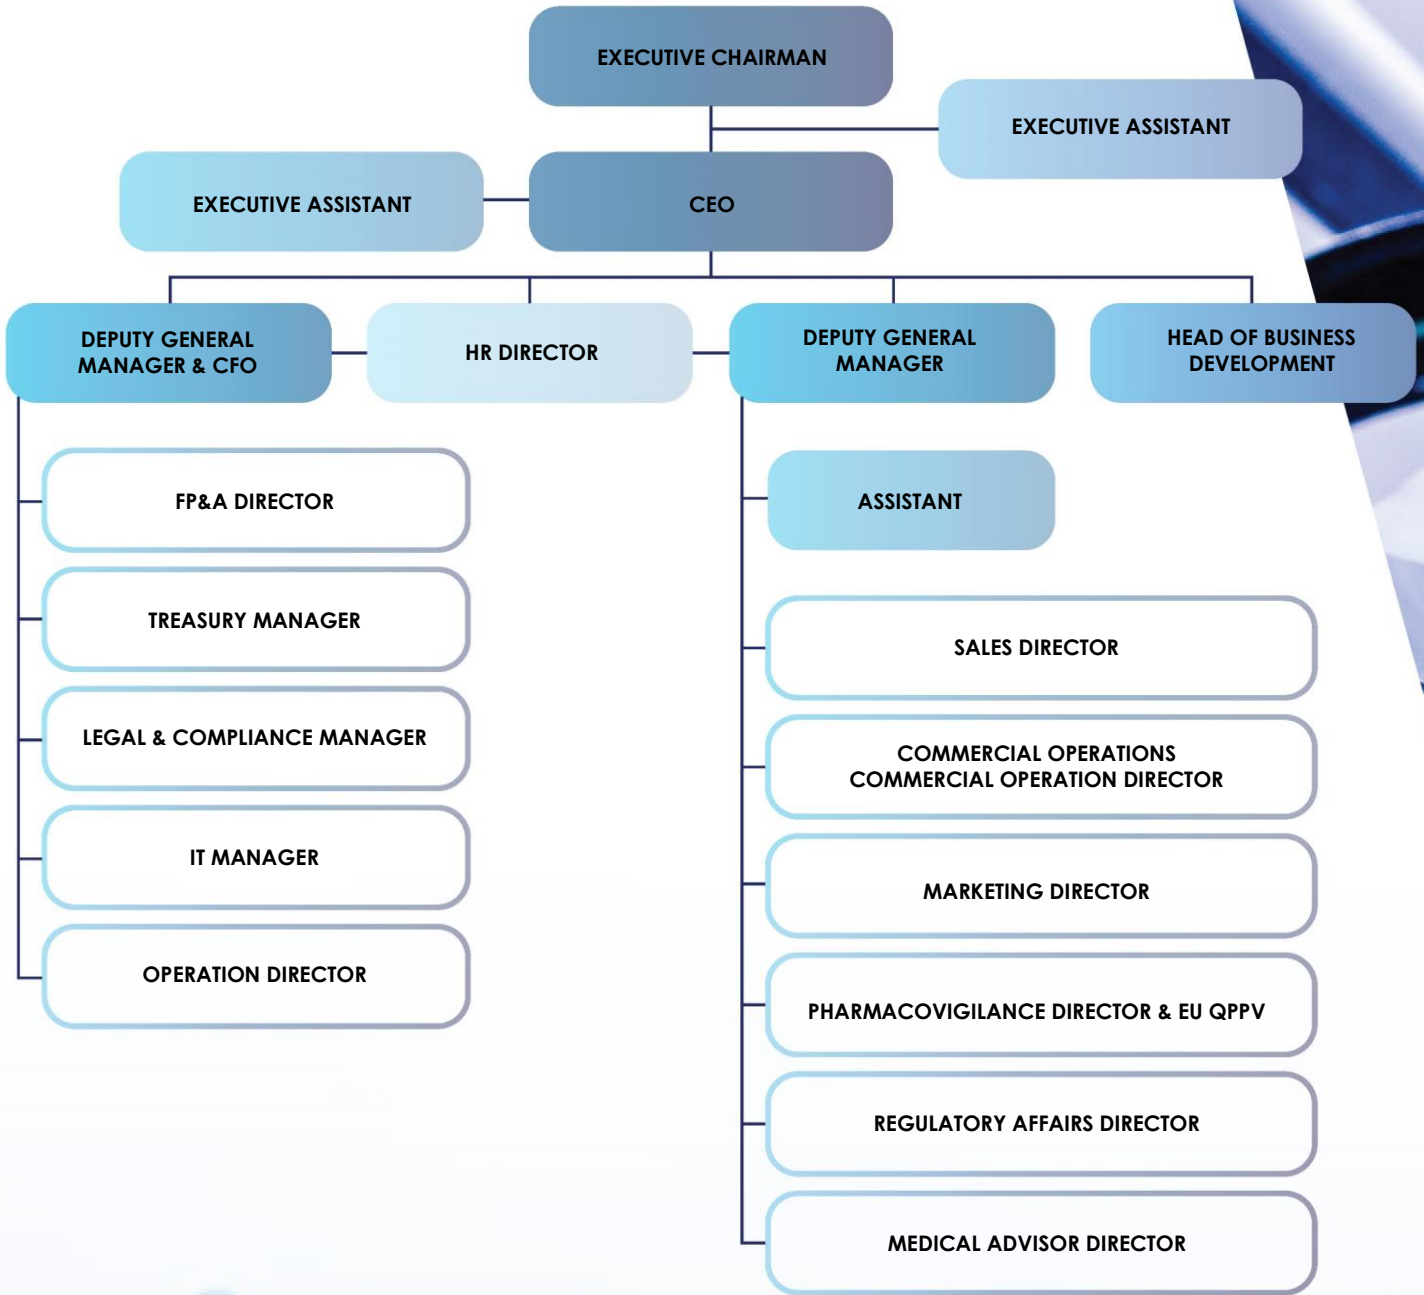 EXECUTIVE CHAIRMAN
EXECUTIVE ASSISTANT
EXECUTIVE ASSISTANT
CEO
DEPUTY GENERAL
MANAGER & CFO
HR DIRECTOR
DEPUTY GENERAL
MANAGER
HEAD OF BUSINESS
DEVELOPMENT
FP&A DIRECTOR
TREASURY MANAGER
LEGAL & COMPLIANCE MANAGER
IT MANAGER
OPERATION DIRECTOR
ASSISTANT
SALES DIRECTOR
COMMERCIAL OPERATIONS
COMMERCIAL OPERATION DIRECTOR
MARKETING DIRECTOR
PHARMACOVIGILANCE DIRECTOR & EU QPPV
REGULATORY AFFAIRS DIRECTOR
MEDICAL ADVISOR DIRECTOR